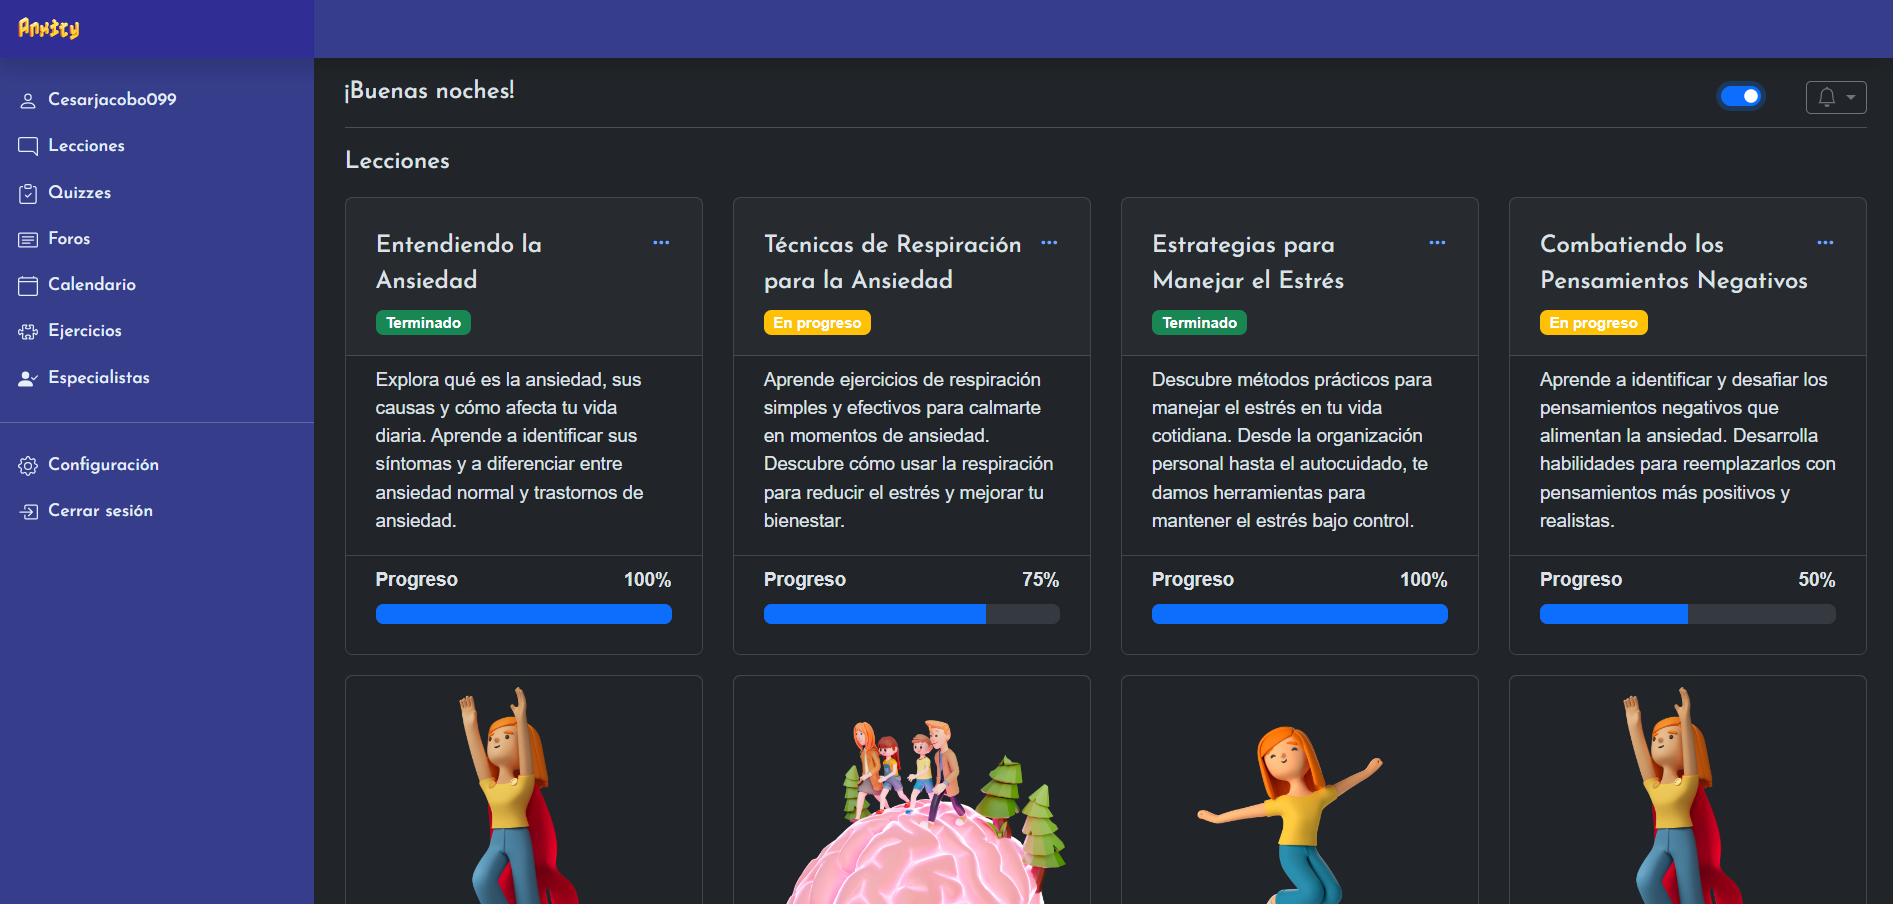 Anxity
Cesarjacobo099
Lecciones
Quizzes
Foros
Calendario
Ejercicios
Especialistas
Configuración
Cerrar sesión
¡Buenas noches!
Lecciones
Entendiendo la
Ansiedad
Terminado
Explora qué es la ansiedad, sus
causas y cómo afecta tu vida
diaria. Aprende a identificar sus
síntomas y a diferenciar entre
ansiedad normal y trastornos de
ansiedad.
Progreso 100%
Técnicas de Respiración
para la Ansiedad
En progreso
Aprende ejercicios de respiración
simples y efectivos para calmarte
en momentos de ansiedad.
Descubre cómo usar la respiración
para reducir el estrés y mejorar tu
bienestar.
Progreso 75%
Estrategias para
Manejar el Estrés
Terminado
Descubre métodos prácticos para
manejar el estrés en tu vida
cotidiana. Desde la organización
personal hasta el autocuidado, te
damos herramientas para
mantener el estrés bajo control.
Progreso 100%
Combatiendo los
Pensamientos Negativos
En progreso
Aprende a identificar y desafiar los
pensamientos negativos que
alimentan la ansiedad. Desarrolla
habilidades para reemplazarlos con
pensamientos más positivos y
realistas.
Progreso 50%